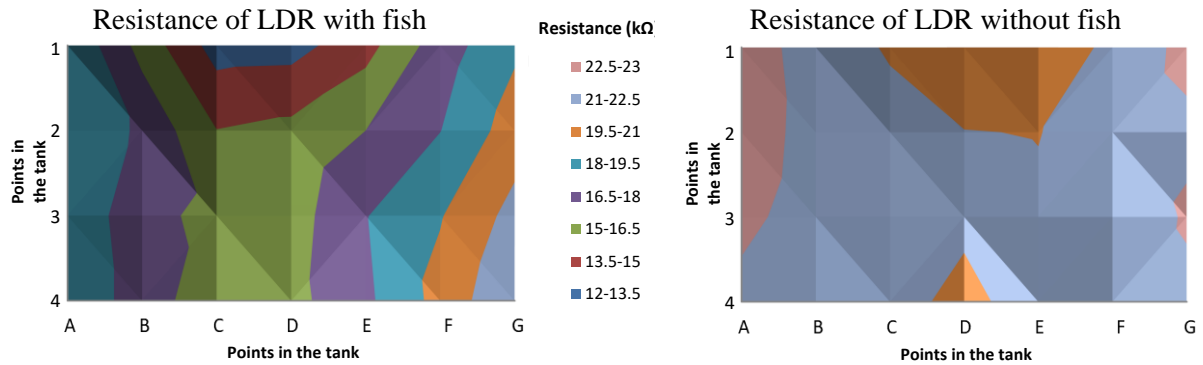 Resistance of LDR with fish
1
2
3
4
Points in
the tank
A B C D E F G
Points in the tank
Resistance (kΩ
22.5-23
21-22.5
19.5-21
18-19.5
16.5-18
15-16.5
13.5-15
12-13.5
Resistance of LDR without fish
1
2
3
4
Points in
the tank
A B C D E F G
Points in the tank